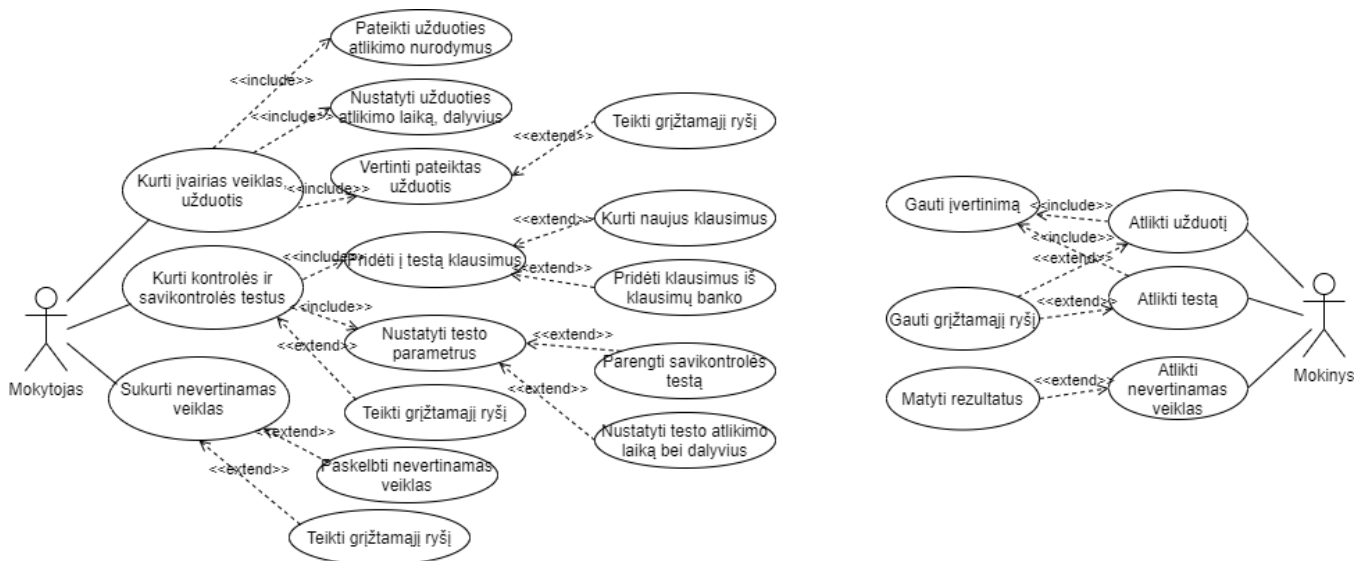 Pateikti užduoties
atlikimo nurodymus
<<include>>
Nustatyti užduoties
atlikimo laiką, dalyvius
<<include>>
Teikti grįžtamąjį ryšį
<<extend>>
Vertinti pateiktas
užduotis
<<include>>
Kurti įvairias veiklas,
užduotis
Kurti naujus klausimus
<<extend>>
Pridėti į testą klausimus
<<include>>
<<extend>>
Pridėti klausimus iš
klausimų banko
Kurti kontrolės ir
savikontrolės testus
<<include>>
Nustatyti testo
parametrus
<<extend>>
<<extend>>
Parengti savikontrolės
testą
<<extend>>
Mokytojas
Sukurti nevertinamas
veiklas
Teikti grįžtamąjį ryšį
Nustatyti testo atlikimo
laiką bei dalyvius
<<extend>>
Paskelbti nevertinamas
veiklas
<<extend>>
Teikti grįžtamąjį ryšį
Gauti įvertinimą
<<include>>
Atlikti užduotį
<<include>>
<<extend>>
Atlikti testą
Gauti grįžtamąjį ryšį
<<extend>>
Mokinys
Matyti rezultatus
<<extend>>
Atlikti
nevertinamas
veiklas